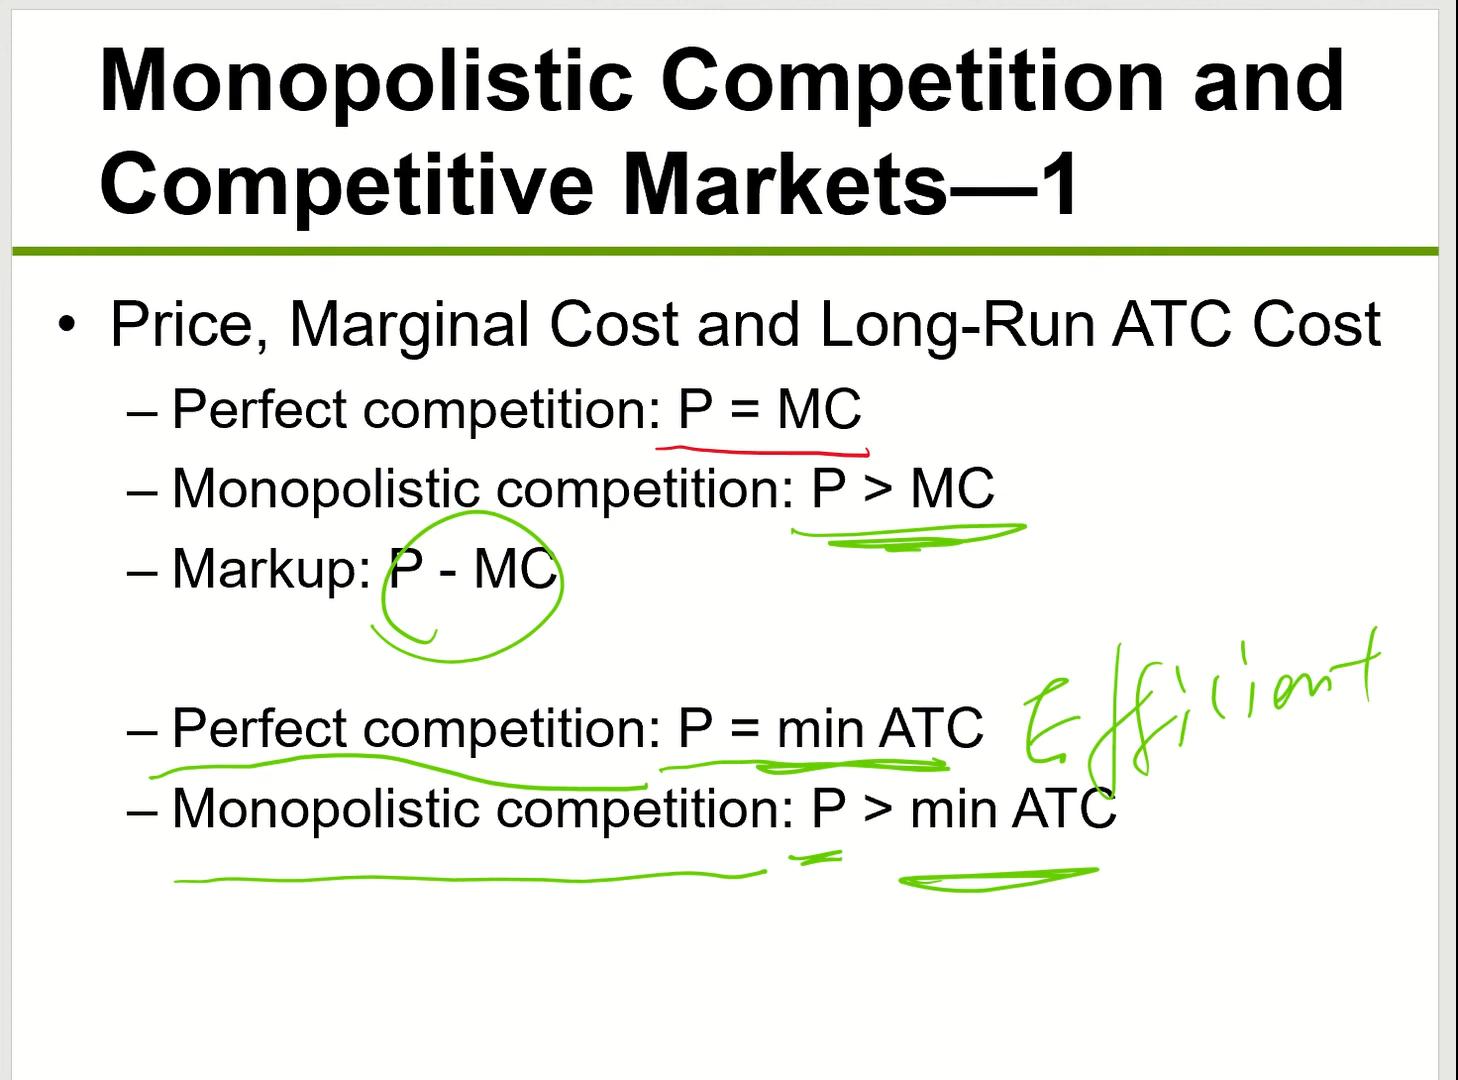 Monopolistic Competition and
Competitive Markets—1
• Price, Marginal Cost and Long-Run ATC Cost
– Perfect competition: P = MC
– Monopolistic competition: P > MC
– Markup: P - MC
– Perfect competition: P = min ATC Efficient
– Monopolistic competition: P > min ATC